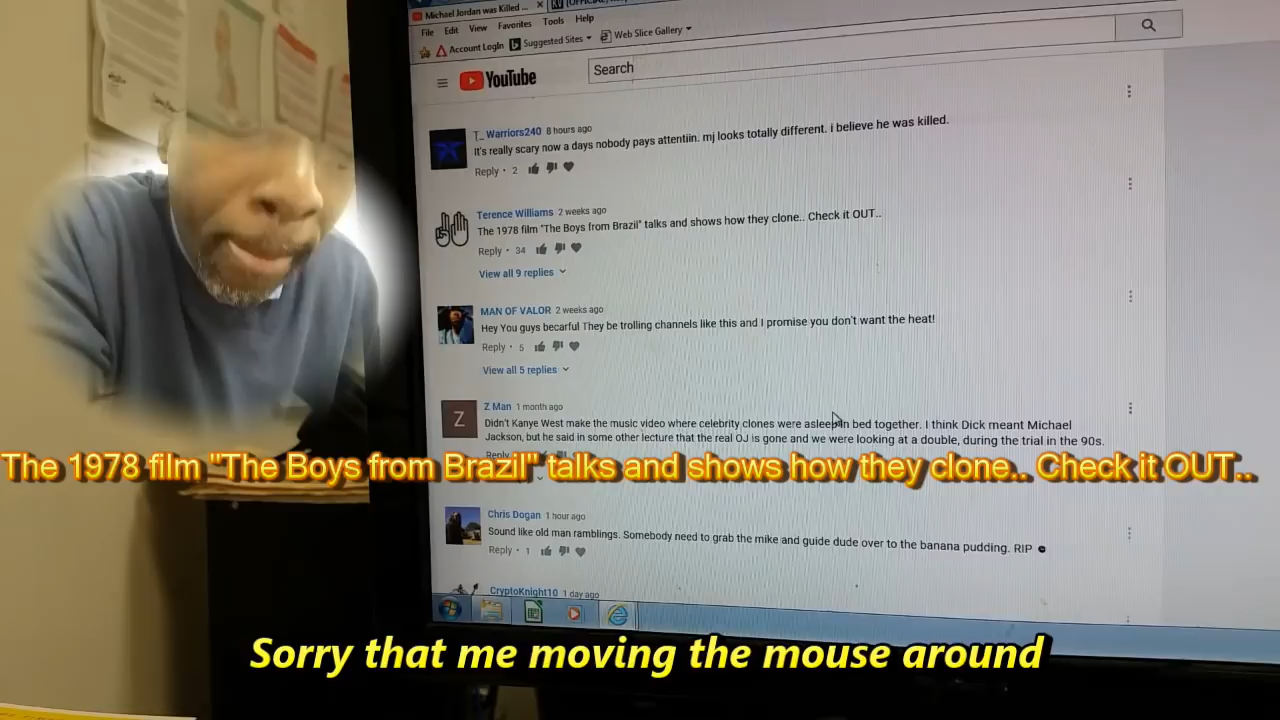 Michael Jordan was Killed ...
File Edit View Favorites Tools Help
Account Login Suggested Sites Web Slice Gallery
YouTube
Search
T_Warriors240 8 hours ago
It's really scary now a days nobody pays attentiin. mj looks totally different. i believe he was killed.
Reply • 2
Terence Williams 2 weeks ago
The 1978 film "The Boys from Brazil" talks and shows how they clone.. Check it OUT..
Reply • 34
View all 9 replies
MAN OF VALOR 2 weeks ago
Hey You guys becarful They be trolling channels like this and I promise you don't want the heat!
Reply • 5
View all 5 replies
Z
Z Man 1 month ago
Didn't Kanye West make the music video where celebrity clones were asleep in bed together. I think Dick meant Michael
Jackson, but he said in some other lecture that the real OJ is gone and we were looking at a double, during the trial in the 90s.
Reply
The 1978 film "The Boys from Brazil" talks and shows how they clone.. Check it OUT..
Chris Dogan 1 hour ago
Sound like old man ramblings. Somebody need to grab the mike and guide dude over to the banana pudding. RIP
Reply • 1
CryptoKnight10 1 day ago
Sorry that me moving the mouse around